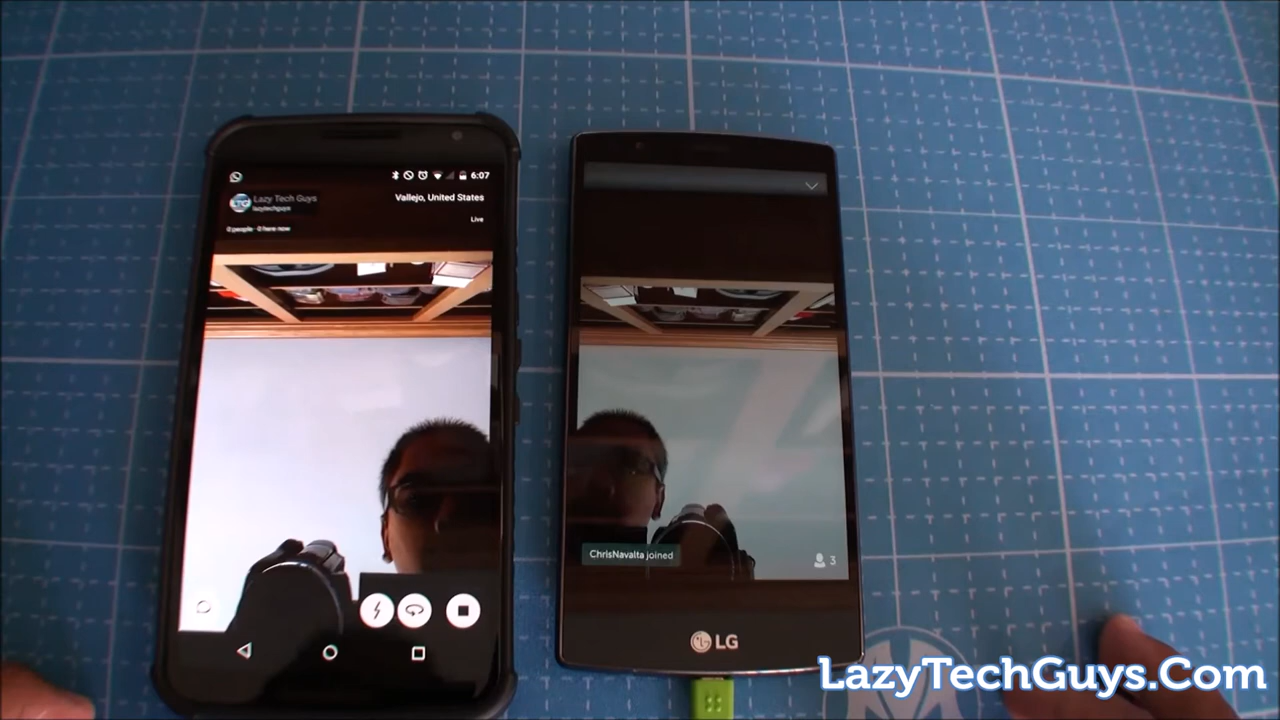 6:07
Lazy Tech Guys
lazytechguys
Vallejo, United States
Live
0 people · 0 here now
LTG
ChrisNavalta joined
3
LG
LazyTechGuys.Com